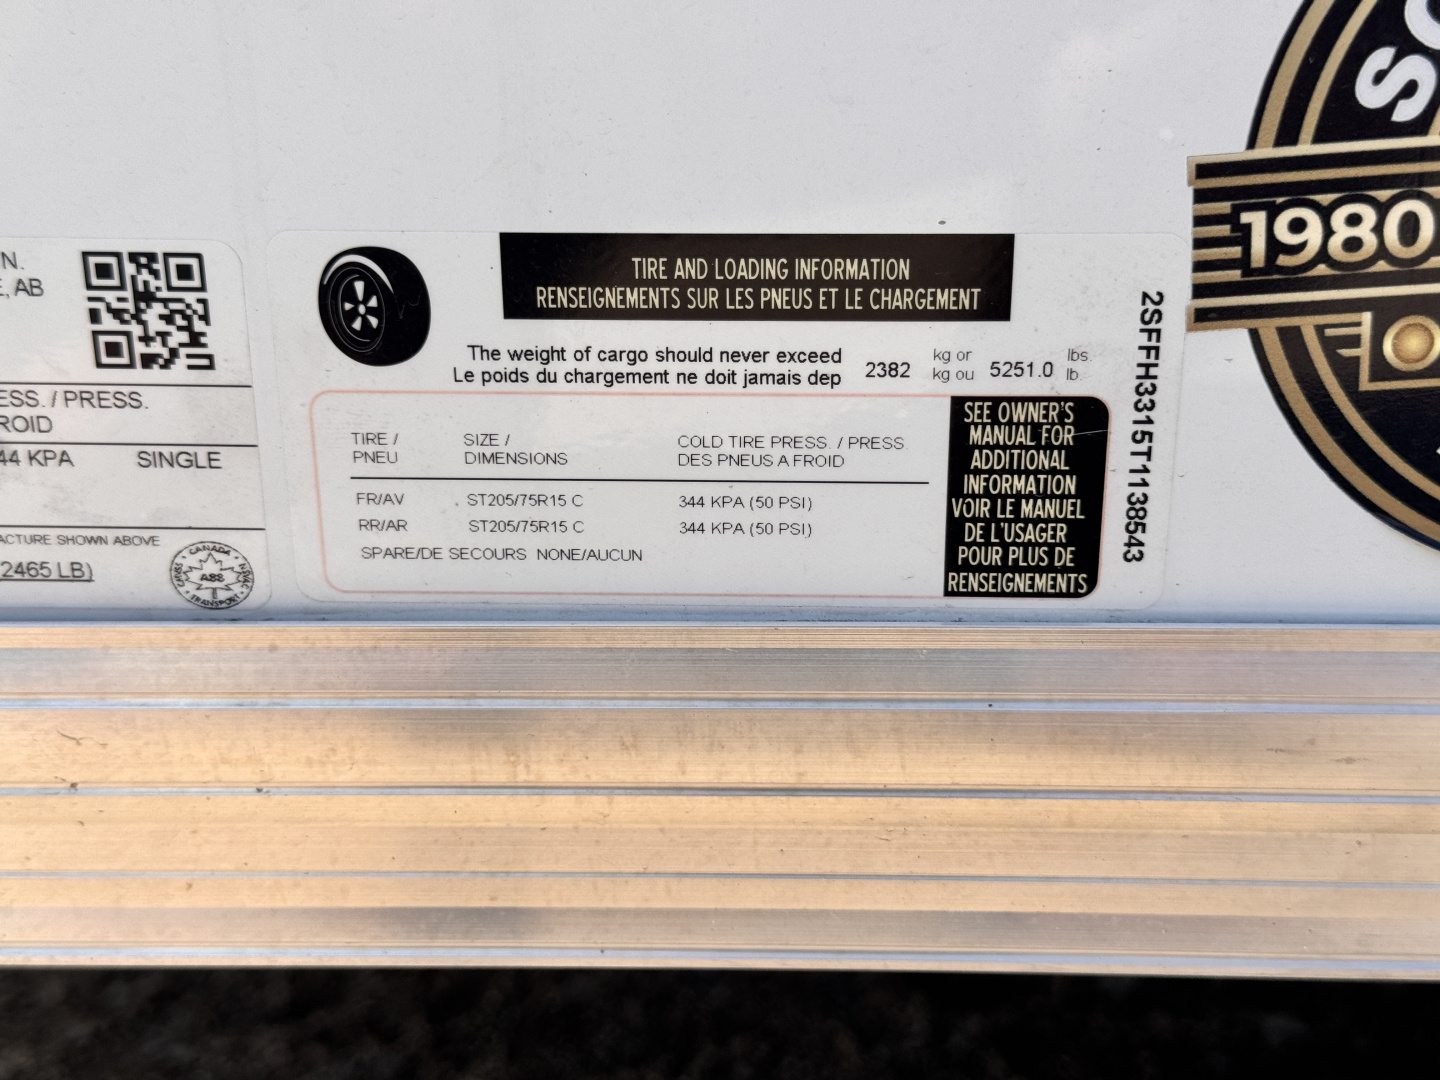 N.
, AB
ESS. / PRESS.
ROID
44 KPA SINGLE
ACTURE SHOWN ABOVE
2465 LB)
CANADA
ABS
TRANSPORT
TIRE AND LOADING INFORMATION
RENSEIGNEMENTS SUR LES PNEUS ET LE CHARGEMENT
The weight of cargo should never exceed 2382 kg or 5251.0 lbs.
Le poids du chargement ne doit jamais dep kg ou lb.
TIRE / SIZE / COLD TIRE PRESS. / PRESS
PNEU DIMENSIONS DES PNEUS A FROID
FR/AV ST205/75R15 C 344 KPA (50 PSI)
RR/AR ST205/75R15 C 344 KPA (50 PSI)
SPARE/DE SECOURS NONE/AUCUN
SEE OWNER'S
MANUAL FOR
ADDITIONAL
INFORMATION
VOIR LE MANUEL
DE L'USAGER
POUR PLUS DE
RENSEIGNEMENTS
2SFFH3315T1138543
1980